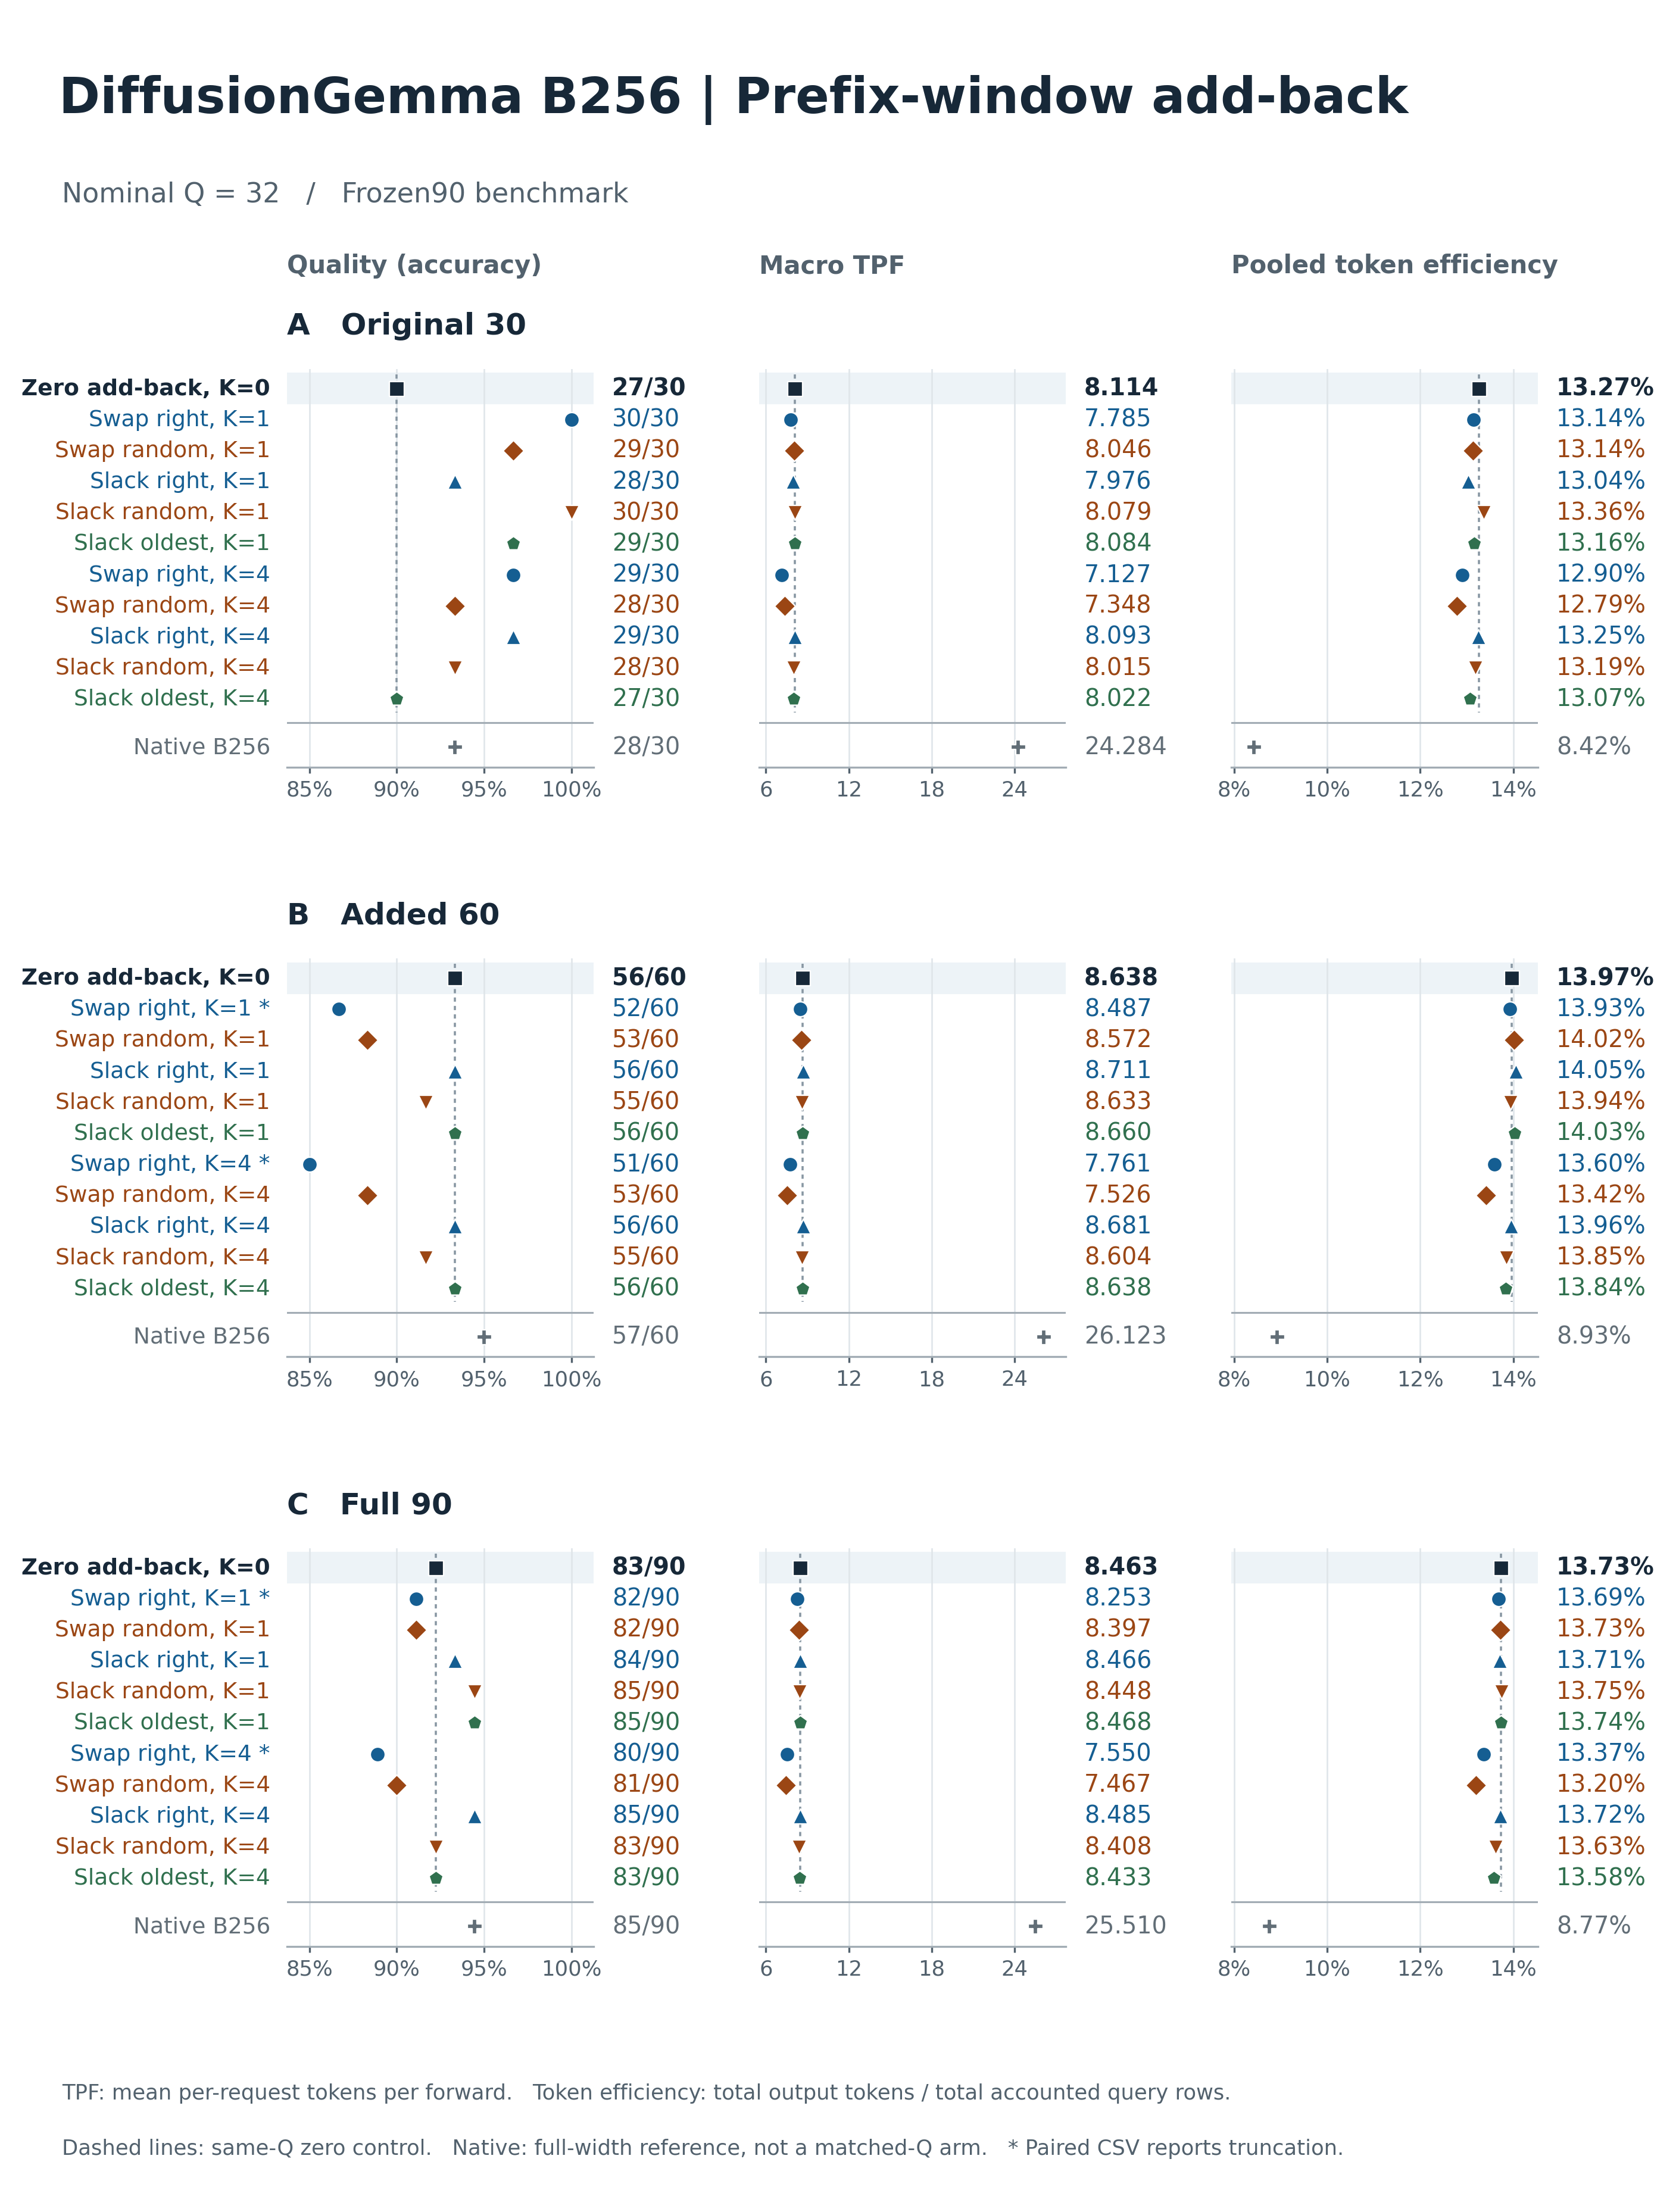 DiffusionGemma B256 | Prefix-window add-back
Nominal Q = 32 / Frozen90 benchmark
Quality (accuracy) Macro TPF Pooled token efficiency
A Original 30
Zero add-back, K=0 27/30 8.114 13.27%
Swap right, K=1 30/30 7.785 13.14%
Swap random, K=1 29/30 8.046 13.14%
Slack right, K=1 28/30 7.976 13.04%
Slack random, K=1 30/30 8.079 13.36%
Slack oldest, K=1 29/30 8.084 13.16%
Swap right, K=4 29/30 7.127 12.90%
Swap random, K=4 28/30 7.348 12.79%
Slack right, K=4 29/30 8.093 13.25%
Slack random, K=4 28/30 8.015 13.19%
Slack oldest, K=4 27/30 8.022 13.07%
Native B256 28/30 24.284 8.42%
85% 90% 95% 100% 6 12 18 24 8% 10% 12% 14%
B Added 60
Zero add-back, K=0 56/60 8.638 13.97%
Swap right, K=1 * 52/60 8.487 13.93%
Swap random, K=1 53/60 8.572 14.02%
Slack right, K=1 56/60 8.711 14.05%
Slack random, K=1 55/60 8.633 13.94%
Slack oldest, K=1 56/60 8.660 14.03%
Swap right, K=4 * 51/60 7.761 13.60%
Swap random, K=4 53/60 7.526 13.42%
Slack right, K=4 56/60 8.681 13.96%
Slack random, K=4 55/60 8.604 13.85%
Slack oldest, K=4 56/60 8.638 13.84%
Native B256 57/60 26.123 8.93%
85% 90% 95% 100% 6 12 18 24 8% 10% 12% 14%
C Full 90
Zero add-back, K=0 83/90 8.463 13.73%
Swap right, K=1 * 82/90 8.253 13.69%
Swap random, K=1 82/90 8.397 13.73%
Slack right, K=1 84/90 8.466 13.71%
Slack random, K=1 85/90 8.448 13.75%
Slack oldest, K=1 85/90 8.468 13.74%
Swap right, K=4 * 80/90 7.550 13.37%
Swap random, K=4 81/90 7.467 13.20%
Slack right, K=4 85/90 8.485 13.72%
Slack random, K=4 83/90 8.408 13.63%
Slack oldest, K=4 83/90 8.433 13.58%
Native B256 85/90 25.510 8.77%
85% 90% 95% 100% 6 12 18 24 8% 10% 12% 14%
TPF: mean per-request tokens per forward. Token efficiency: total output tokens / total accounted query rows.
Dashed lines: same-Q zero control. Native: full-width reference, not a matched-Q arm. * Paired CSV reports truncation.